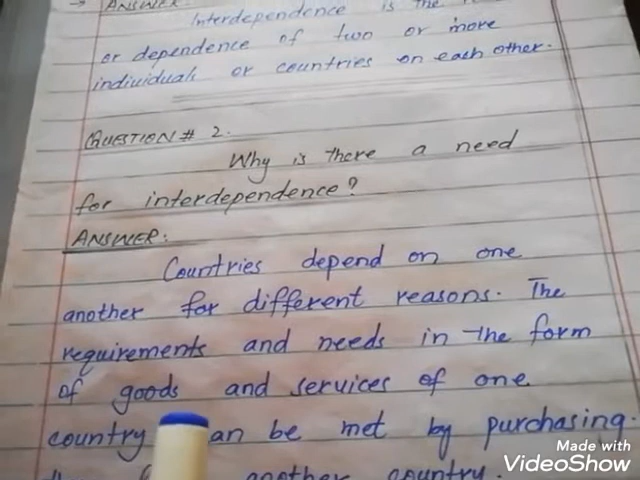 → ANSWER:
Interdependence is the
or dependence of two or more
individuals or countries on each other.
QUESTION# 2.
Why is there a need
for interdependence?
ANSWER:
Countries depend on one
another for different reasons. The
requirements and needs in the form
of goods and services of one
country an be met by purchasing
another country.
Made with
VideoShow